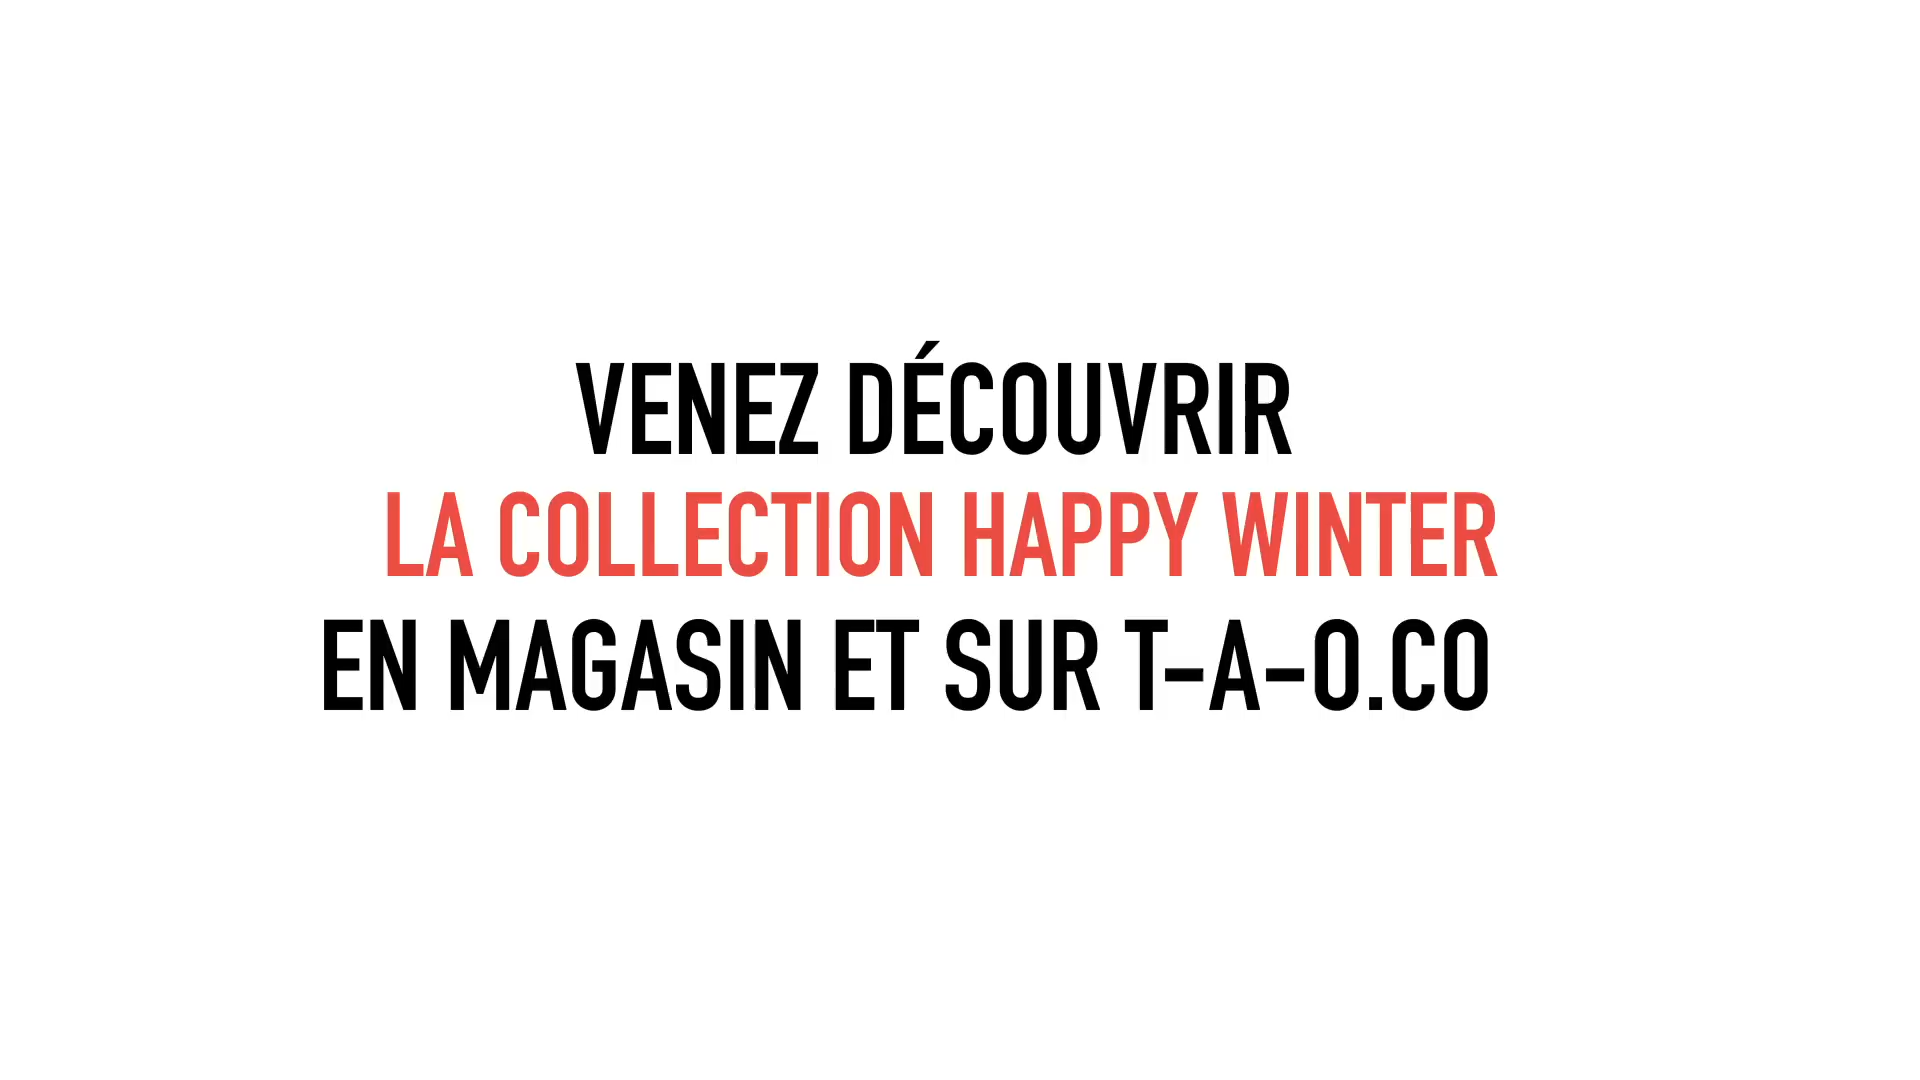 VENEZ DÉCOUVRIR
LA COLLECTION HAPPY WINTER
EN MAGASIN ET SUR T-A-O.CO